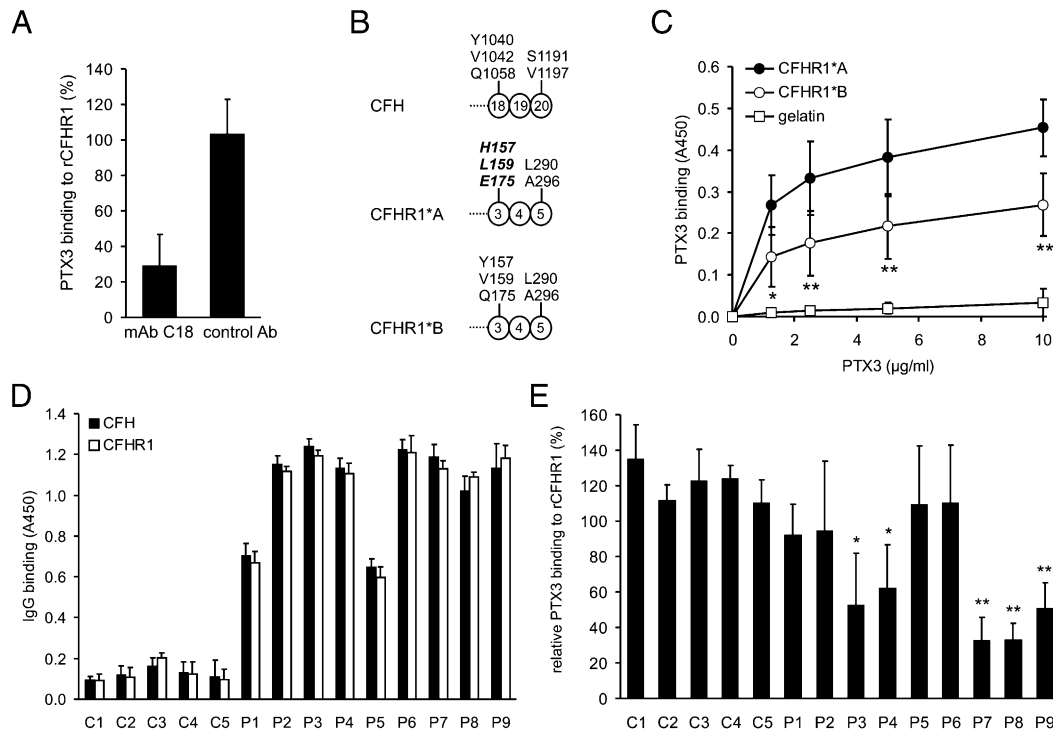 A
PTX3 binding to rCFHR1 (%)
140
120
100
80
60
40
20
0
mAb C18
control Ab
B
Y1040
V1042 S1191
Q1058 V1197
CFH
18 19 20
H157
L159 L290
E175 A296
CFHR1*A
3 4 5
Y157
V159 L290
Q175 A296
CFHR1*B
3 4 5
C
CFHR1*A
CFHR1*B
gelatin
PTX3 binding (A450)
0.6
0.5
0.4
0.3
0.2
0.1
0.0
* ** ** **
0 2 4 6 8 10
PTX3 (µg/ml)
D
CFH
CFHR1
IgG binding (A450)
1.4
1.2
1.0
0.8
0.6
0.4
0.2
0.0
C1 C2 C3 C4 C5 P1 P2 P3 P4 P5 P6 P7 P8 P9
E
relative PTX3 binding to rCFHR1 (%)
160
140
120
100
80
60
40
20
0
* * ** ** **
C1 C2 C3 C4 C5 P1 P2 P3 P4 P5 P6 P7 P8 P9